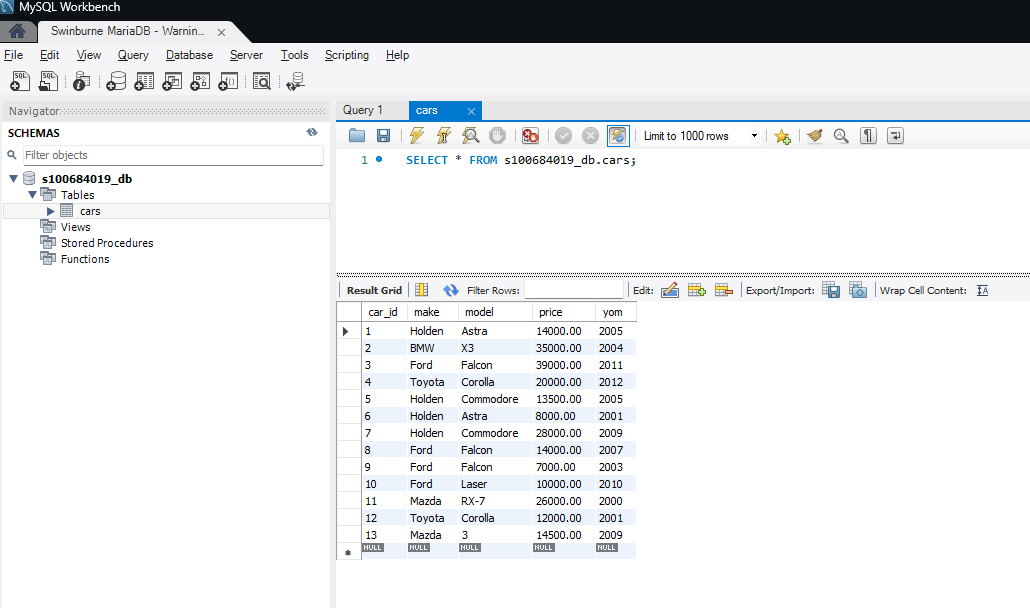 MySQL Workbench
Swinburne MariaDB - Warnin... ×
File Edit View Query Database Server Tools Scripting Help
Navigator
Query 1 cars ×
SCHEMAS
Limit to 1000 rows
Filter objects
1 SELECT * FROM s100684019_db.cars;
s100684019_db
Tables
cars
Views
Stored Procedures
Functions
Result Grid Filter Rows: Edit: Export/Import: Wrap Cell Content:
car_id make model price yom
1 Holden Astra 14000.00 2005
2 BMW X3 35000.00 2004
3 Ford Falcon 39000.00 2011
4 Toyota Corolla 20000.00 2012
5 Holden Commodore 13500.00 2005
6 Holden Astra 8000.00 2001
7 Holden Commodore 28000.00 2009
8 Ford Falcon 14000.00 2007
9 Ford Falcon 7000.00 2003
10 Ford Laser 10000.00 2010
11 Mazda RX-7 26000.00 2000
12 Toyota Corolla 12000.00 2001
13 Mazda 3 14500.00 2009
NULL NULL NULL NULL NULL